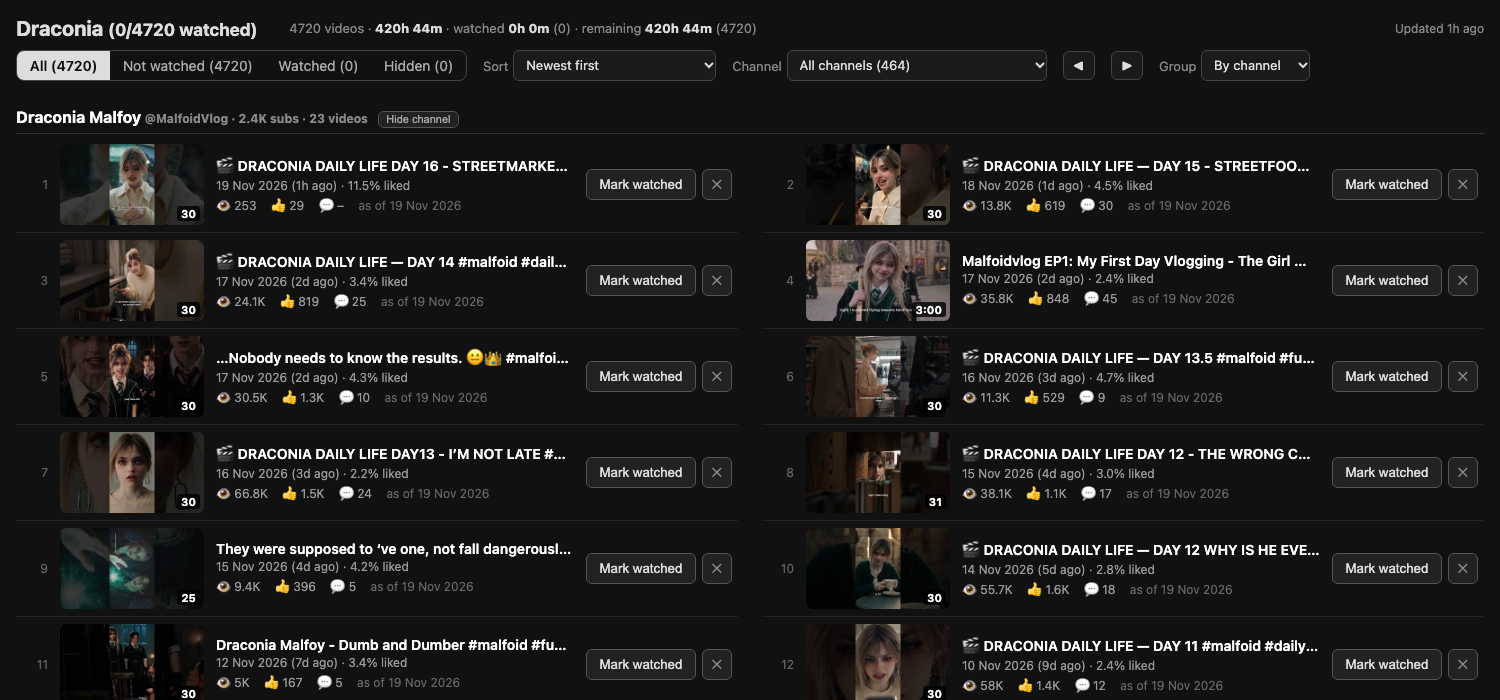 Draconia (0/4720 watched)
4720 videos · 420h 44m · watched 0h 0m (0) · remaining 420h 44m (4720)
Updated 1h ago
All (4720) Not watched (4720) Watched (0) Hidden (0) Sort Newest first Channel All channels (464) ◀ ▶ Group By channel
Draconia Malfoy @MalfoidVlog · 2.4K subs · 23 videos Hide channel
1
30
🎬 DRACONIA DAILY LIFE DAY 16 - STREETMARKE...
19 Nov 2026 (1h ago) · 11.5% liked
👁 253 👍 29 💬 – as of 19 Nov 2026
Mark watched ✕
2
30
🎬 DRACONIA DAILY LIFE — DAY 15 - STREETFOO...
18 Nov 2026 (1d ago) · 4.5% liked
👁 13.8K 👍 619 💬 30 as of 19 Nov 2026
Mark watched ✕
3
30
🎬 DRACONIA DAILY LIFE — DAY 14 #malfoid #dail...
17 Nov 2026 (2d ago) · 3.4% liked
👁 24.1K 👍 819 💬 25 as of 19 Nov 2026
Mark watched ✕
4
3:00
Malfoidvlog EP1: My First Day Vlogging - The Girl ...
17 Nov 2026 (2d ago) · 2.4% liked
👁 35.8K 👍 848 💬 45 as of 19 Nov 2026
Mark watched ✕
5
30
...Nobody needs to know the results. 😐👑 #malfoi...
17 Nov 2026 (2d ago) · 4.3% liked
👁 30.5K 👍 1.3K 💬 10 as of 19 Nov 2026
Mark watched ✕
6
30
🎬 DRACONIA DAILY LIFE — DAY 13.5 #malfoid #fu...
16 Nov 2026 (3d ago) · 4.7% liked
👁 11.3K 👍 529 💬 9 as of 19 Nov 2026
Mark watched ✕
7
30
🎬 DRACONIA DAILY LIFE DAY13 - I’M NOT LATE #...
16 Nov 2026 (3d ago) · 2.2% liked
👁 66.8K 👍 1.5K 💬 24 as of 19 Nov 2026
Mark watched ✕
8
31
🎬 DRACONIA DAILY LIFE DAY 12 - THE WRONG C...
15 Nov 2026 (4d ago) · 3.0% liked
👁 38.1K 👍 1.1K 💬 17 as of 19 Nov 2026
Mark watched ✕
9
25
They were supposed to ‘ve one, not fall dangerousl...
15 Nov 2026 (4d ago) · 4.2% liked
👁 9.4K 👍 396 💬 5 as of 19 Nov 2026
Mark watched ✕
10
30
🎬 DRACONIA DAILY LIFE — DAY 12 WHY IS HE EVE...
14 Nov 2026 (5d ago) · 2.8% liked
👁 55.7K 👍 1.6K 💬 18 as of 19 Nov 2026
Mark watched ✕
11
30
Draconia Malfoy - Dumb and Dumber #malfoid #fu...
12 Nov 2026 (7d ago) · 3.4% liked
👁 5K 👍 167 💬 5 as of 19 Nov 2026
Mark watched ✕
12
30
🎬 DRACONIA DAILY LIFE — DAY 11 #malfoid #daily...
10 Nov 2026 (9d ago) · 2.4% liked
👁 58K 👍 1.4K 💬 12 as of 19 Nov 2026
Mark watched ✕